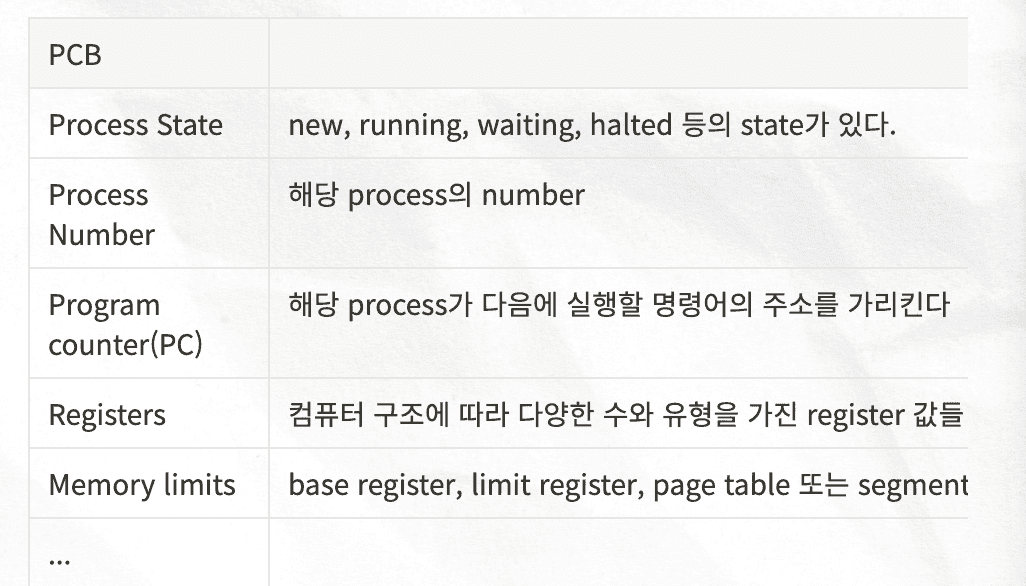 PCB
Process State
new, running, waiting, halted 등의 state가 있다.
Process
Number
해당 process의 number
Program
counter(PC)
해당 process가 다음에 실행할 명령어의 주소를 가리킨다
Registers
컴퓨터 구조에 따라 다양한 수와 유형을 가진 register 값들
Memory limits
base register, limit register, page table 또는 segment
...